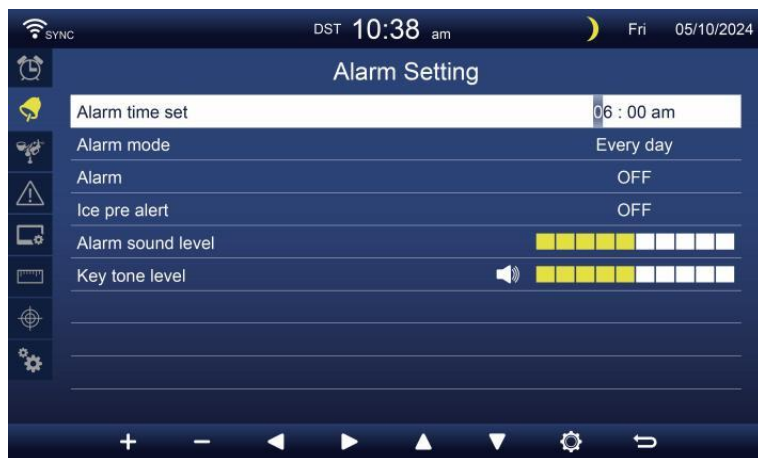 SYNC DST 10:38 am Fri 05/10/2024
Alarm Setting
Alarm time set 06 : 00 am
Alarm mode Every day
Alarm OFF
Ice pre alert OFF
Alarm sound level
Key tone level